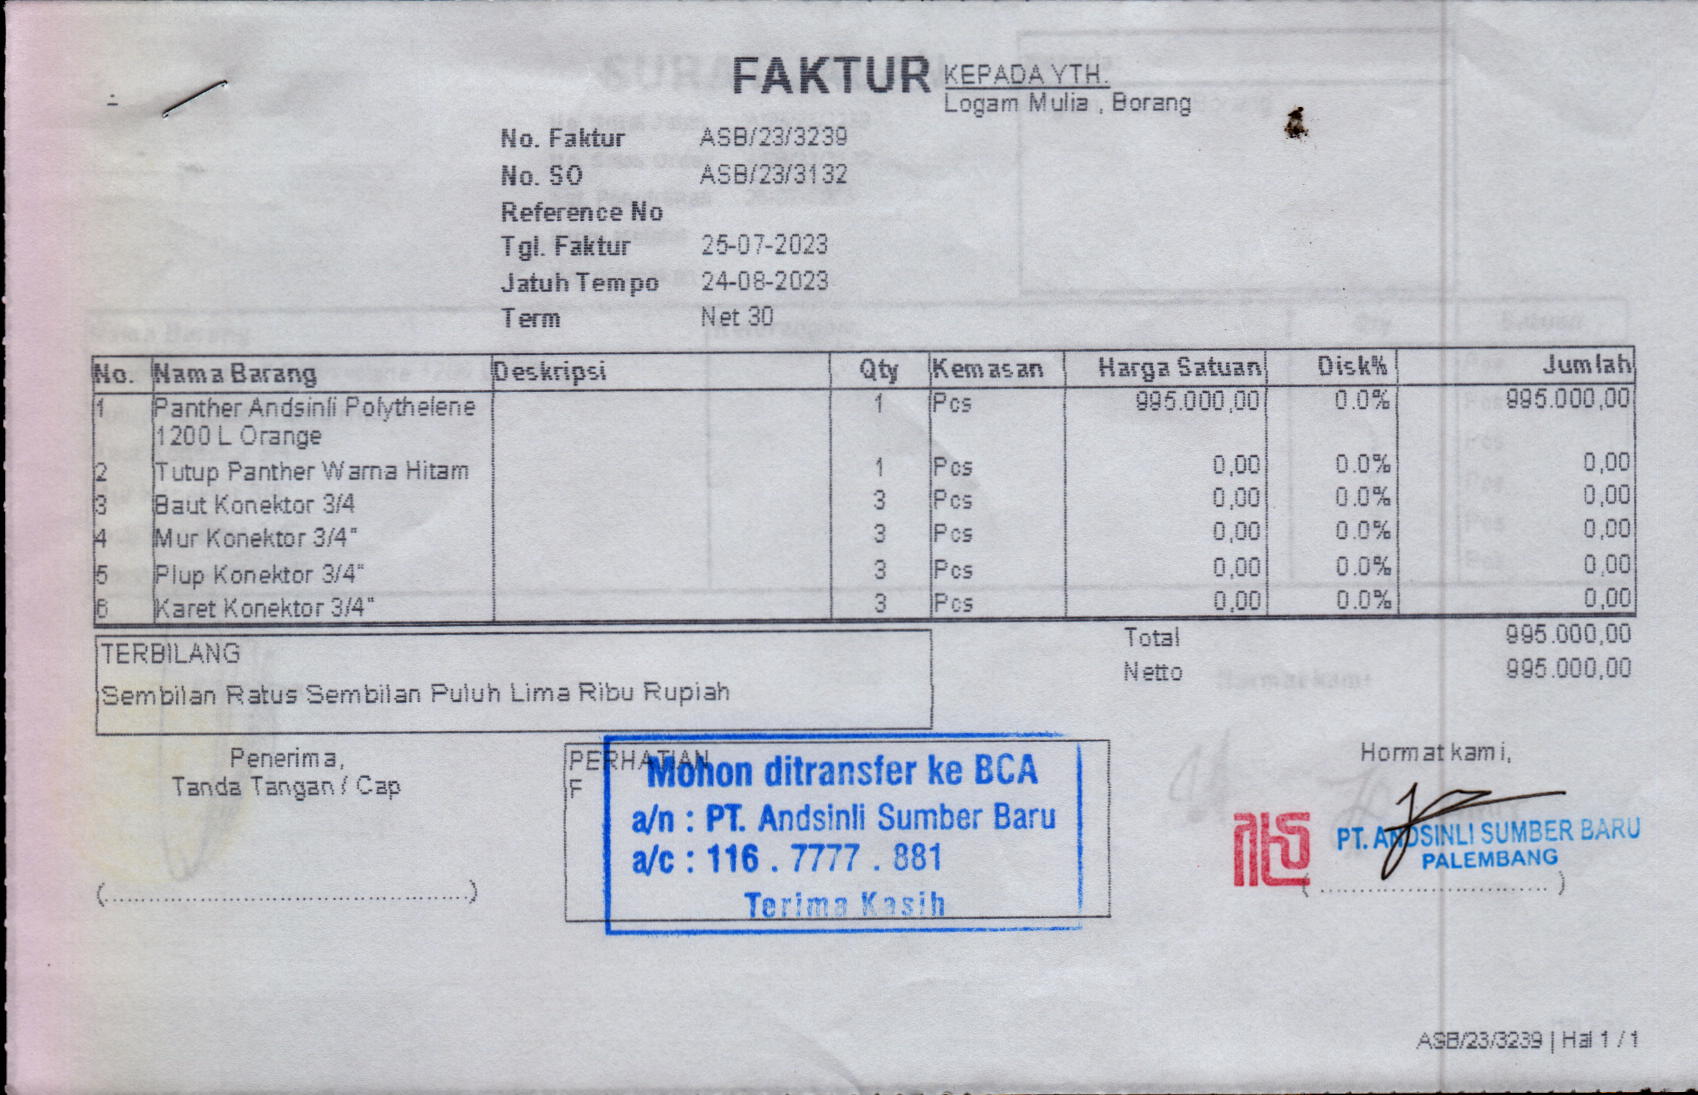 FAKTUR
KEPADA YTH.
Logam Mulia , Borang
No. Faktur ASB/23/3239
No. SO ASB/23/3132
Reference No
Tgl. Faktur 25-07-2023
Jatuh Tempo 24-08-2023
Term Net 30
No. Nama Barang Deskripsi Qty Kemasan Harga Satuan Disk% Jumlah
1 Panther Andsinli Polythelene 1 Pcs 995.000,00 0.0% 995.000,00
1200 L Orange
2 Tutup Panther Warna Hitam 1 Pcs 0,00 0.0% 0,00
3 Baut Konektor 3/4 3 Pcs 0,00 0.0% 0,00
4 Mur Konektor 3/4" 3 Pcs 0,00 0.0% 0,00
5 Plup Konektor 3/4" 3 Pcs 0,00 0.0% 0,00
6 Karet Konektor 3/4" 3 Pcs 0,00 0.0% 0,00
Total 995.000,00
Netto 995.000,00
TERBILANG
Sembilan Ratus Sembilan Puluh Lima Ribu Rupiah
Penerima,
Tanda Tangan / Cap
(..................................................)
PERHATIAN
F
Mohon ditransfer ke BCA
a/n : PT. Andsinli Sumber Baru
a/c : 116 . 7777 . 881
Terima Kasih
Hormat kami,
PT. ANDSINLI SUMBER BARU
PALEMBANG
( ................................ )
ASB/23/3239 | Hal 1 / 1